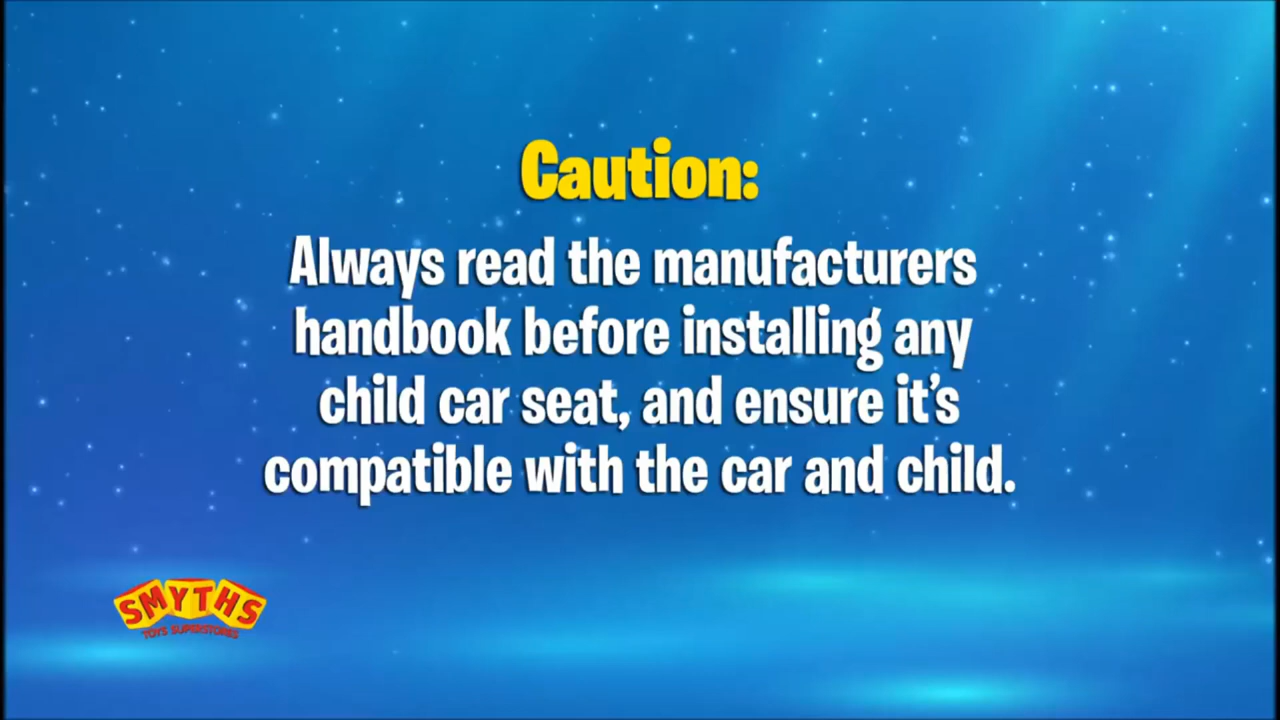 Caution:
Always read the manufacturers
handbook before installing any
child car seat, and ensure it's
compatible with the car and child.
SMYTHS
TOYS SUPERSTORES